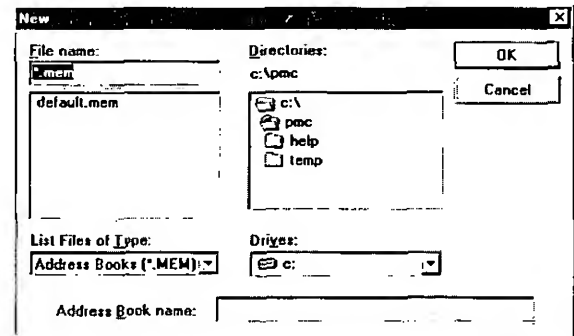 New
File name:
*.mem
default.mem
Directories:
c:\pmc
c:\
pmc
help
temp
OK
Cancel
List Files of Type:
Address Books (*.MEM)
Drives:
c:
Address Book name: